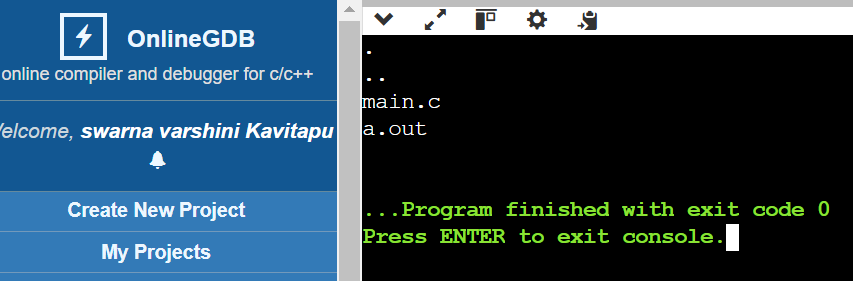 OnlineGDB
online compiler and debugger for c/c++
Welcome, swarna varshini Kavitapu
Create New Project
My Projects
.
..
main.c
a.out
...Program finished with exit code 0
Press ENTER to exit console.